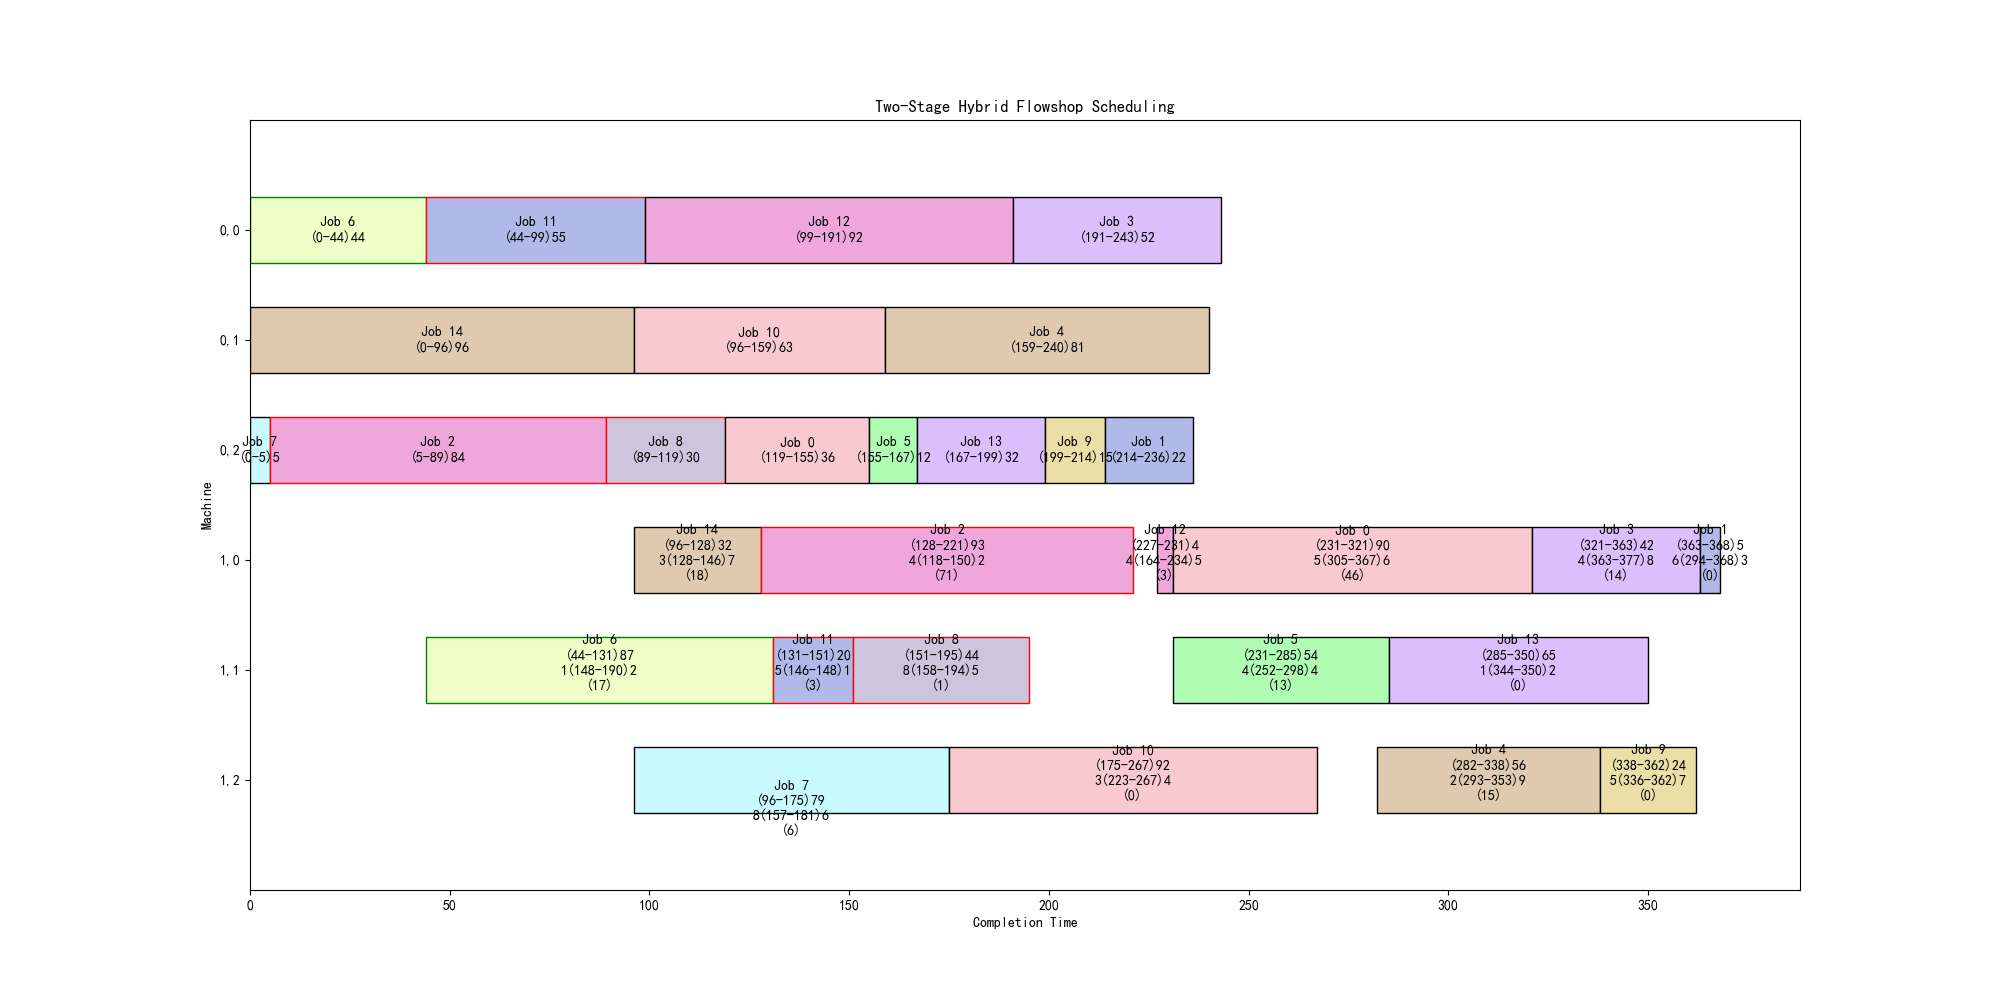 Two-Stage Hybrid Flowshop Scheduling
Machine
0,0
Job 6
(0-44)44
Job 11
(44-99)55
Job 12
(99-191)92
Job 3
(191-243)52
0,1
Job 14
(0-96)96
Job 10
(96-159)63
Job 4
(159-240)81
0,2
Job 7
(0-5)5
Job 2
(5-89)84
Job 8
(89-119)30
Job 0
(119-155)36
Job 5
(155-167)12
Job 13
(167-199)32
Job 9
(199-214)15
Job 1
(214-236)22
1,0
Job 14
(96-128)32
3(128-146)7
(18)
Job 2
(128-221)93
4(118-150)2
(71)
Job 12
(227-231)4
4(164-234)5
(3)
Job 0
(231-321)90
5(305-367)6
(46)
Job 3
(321-363)42
4(363-377)8
(14)
Job 1
(363-368)5
6(294-368)3
(0)
1,1
Job 6
(44-131)87
1(148-190)2
(17)
Job 11
(131-151)20
5(146-148)1
(3)
Job 8
(151-195)44
8(158-194)5
(1)
Job 5
(231-285)54
4(252-298)4
(13)
Job 13
(285-350)65
1(344-350)2
(0)
1,2
Job 7
(96-175)79
8(157-181)6
(6)
Job 10
(175-267)92
3(223-267)4
(0)
Job 4
(282-338)56
2(293-353)9
(15)
Job 9
(338-362)24
5(336-362)7
(0)
0
50
100
150
200
250
300
350
Completion Time